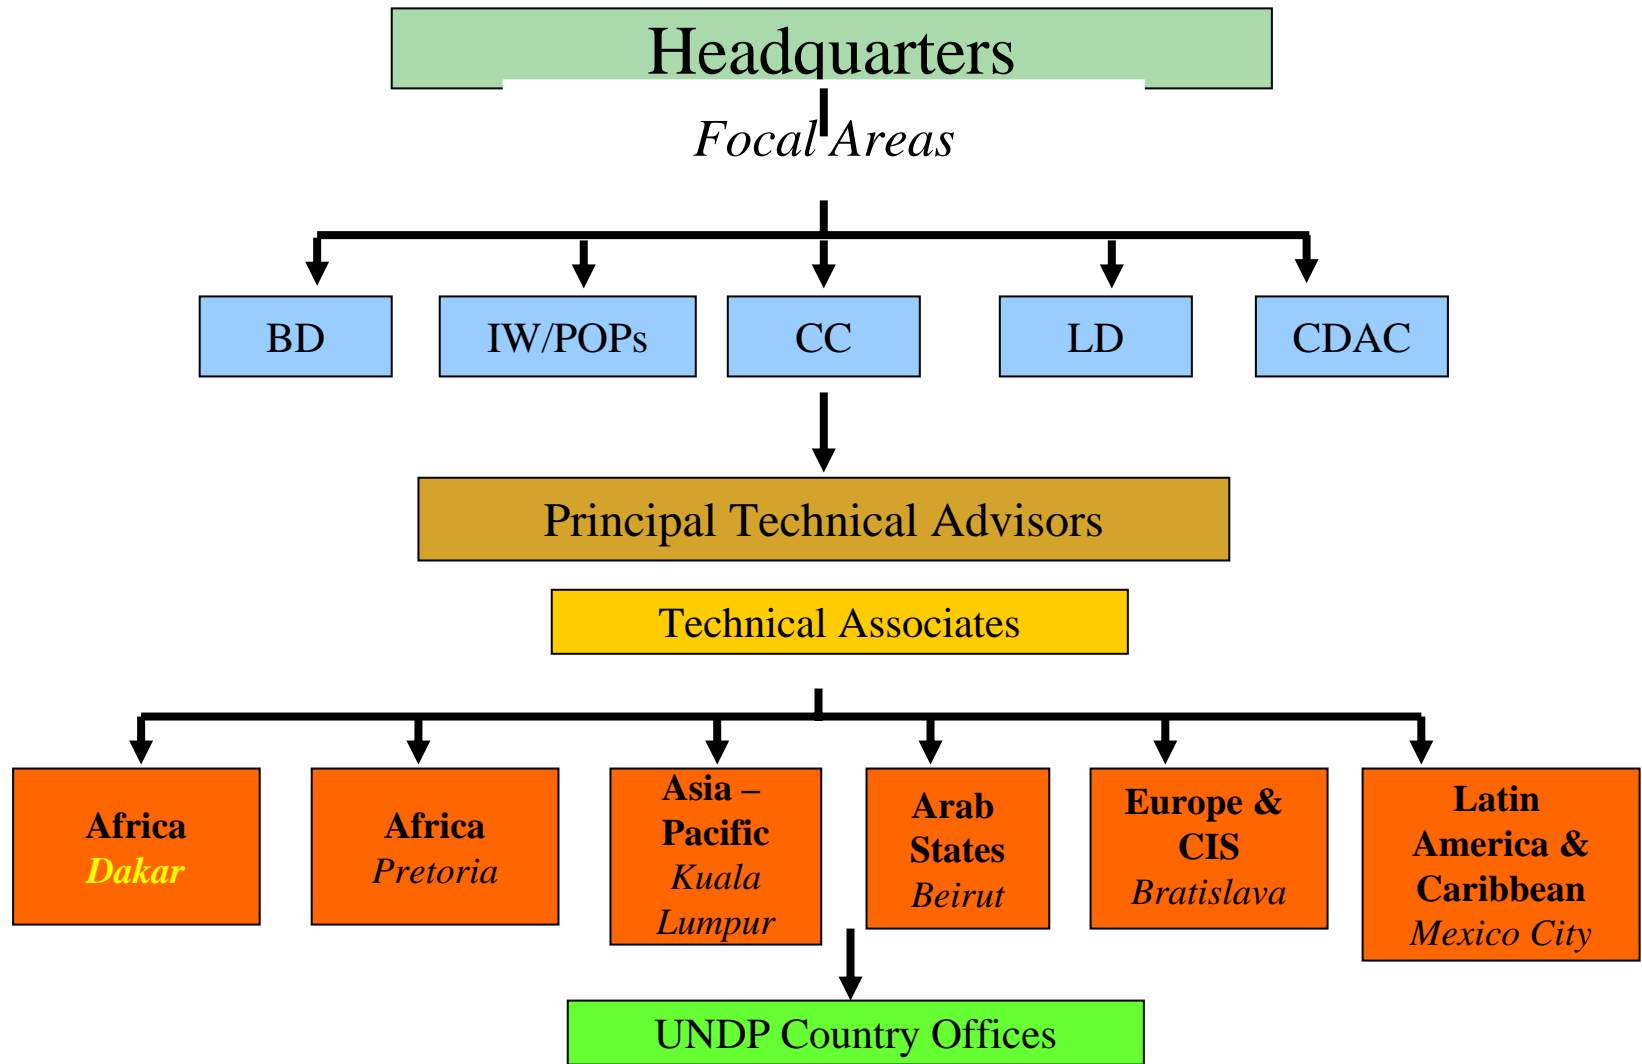 Headquarters
Focal Areas
BD
IW/POPs
CC
LD
CDAC
Principal Technical Advisors
Technical Associates
Africa
Dakar
Africa
Pretoria
Asia –
Pacific
Kuala
Lumpur
Arab
States
Beirut
Europe &
CIS
Bratislava
Latin
America &
Caribbean
Mexico City
UNDP Country Offices